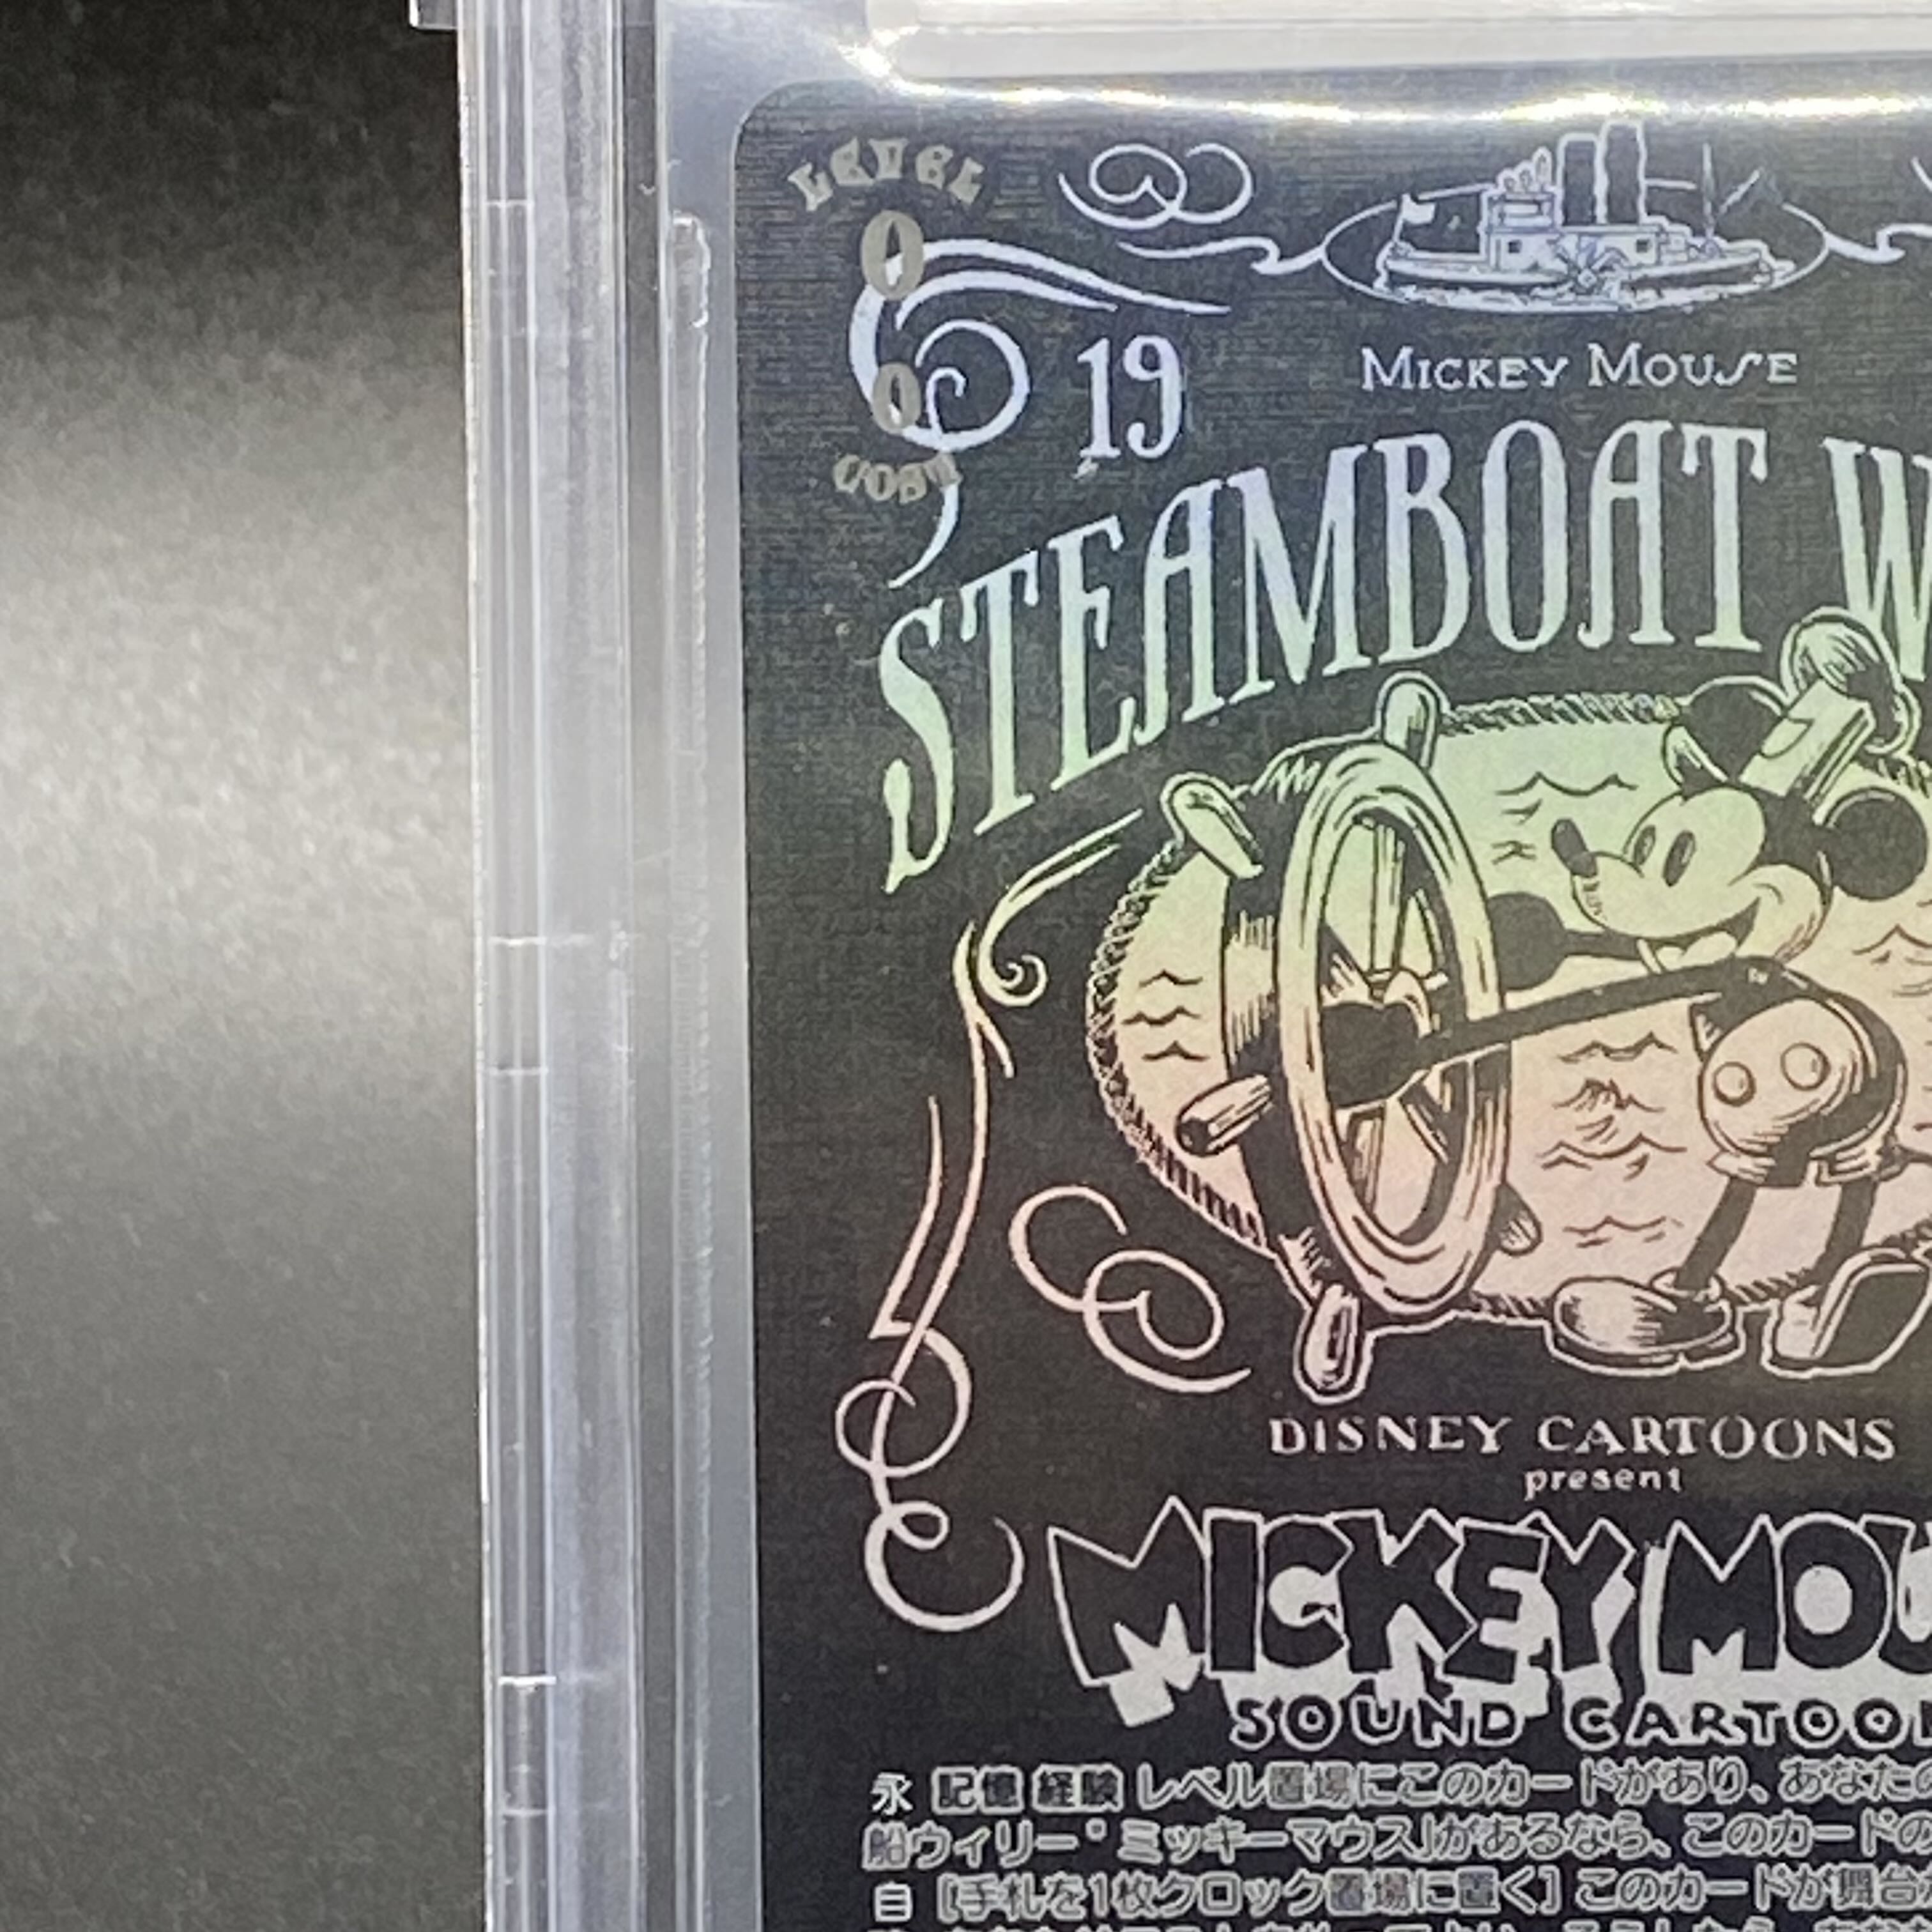 LEVEL
0
0
COST
19
MICKEY MOUSE
STEAMBOAT W
DISNEY CARTOONS
present
MICKEY MOU
SOUND CARTOO
永 記憶 経験 レベル置場にこのカードがあり、あなたの
船ウィリー" ミッキーマウス」があるなら、このカードの
自 [手札を1枚クロック置場に置く] このカードが舞台